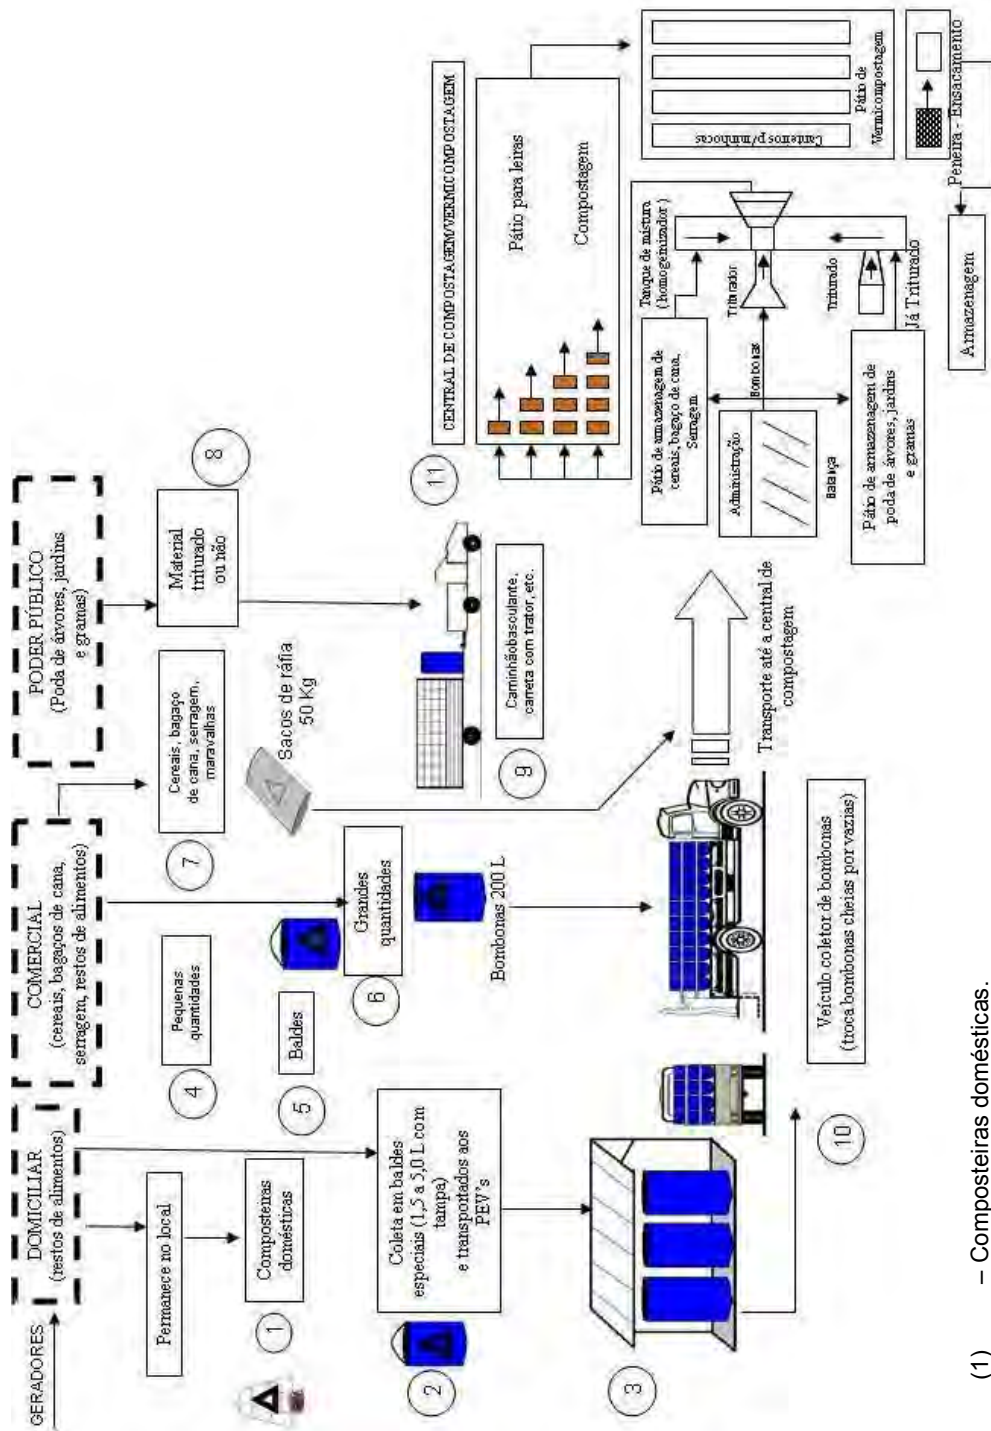 GERADORES
DOMICILIAR
(restos de alimentos)
COMERCIAL
(cereais, bagaços de cana,
serragem, restos de alimentos)
PODER PÚBLICO
(Poda de árvores, jardins
e gramas)
Permanece no local
1
Composteiras
domésticas
2
Coleta em baldes
especiais (1,5 a 5,0 L com
tampa)
e transportados aos
PEV's
3
4
Pequenas
quantidades
5
Baldes
6
Grandes
quantidades
Bombonas 200 L
7
Cereais, bagaço
de cana, serragem,
maravalhas
Sacos de ráfia
50 Kg
8
Material
triturado
ou não
9
Caminhãobasculante,
carreta com trator, etc.
10
Veículo coletor de bombonas
(troca bombonas cheias por vazias)
Transporte até a central de
compostagem
11
CENTRAL DE COMPOSTAGEM/VERMICOMPOSTAGEM
Pátio para leiras
Compostagem
Pátio de armazenagem de
cereais, bagaço de cana,
Serragem
Tanque de mistura
(homogeinizador)
Administração
Balança
Bombonas
Triturador
Triturado
Pátio de armazenagem de
poda de árvores, jardins
e gramas
Já Triturado
Canteiros p/minhocas
Pátio de
Vermicompostagem
Peneira - Ensacamento
Armazenagem
(1) – Composteiras domésticas.